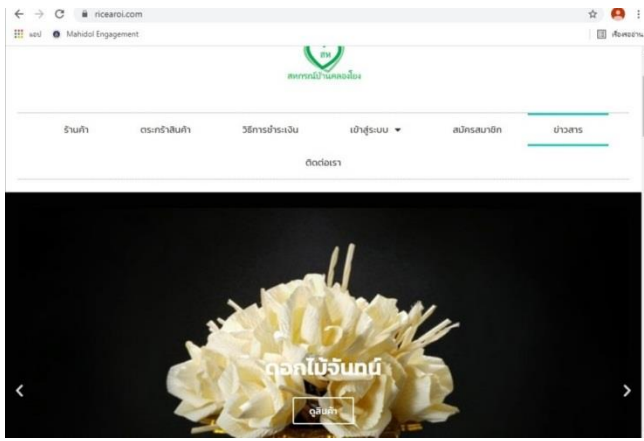 ricearoi.com
แอป Mahidol Engagement
สห
สหกรณ์บ้านคลองโยง
ร้านค้า ตระกร้าสินค้า วิธีการชำระเงิน เข้าสู่ระบบ สมัครสมาชิก ข่าวสาร
ติดต่อเรา
ดอกไม้จันทน์
ดูสินค้า